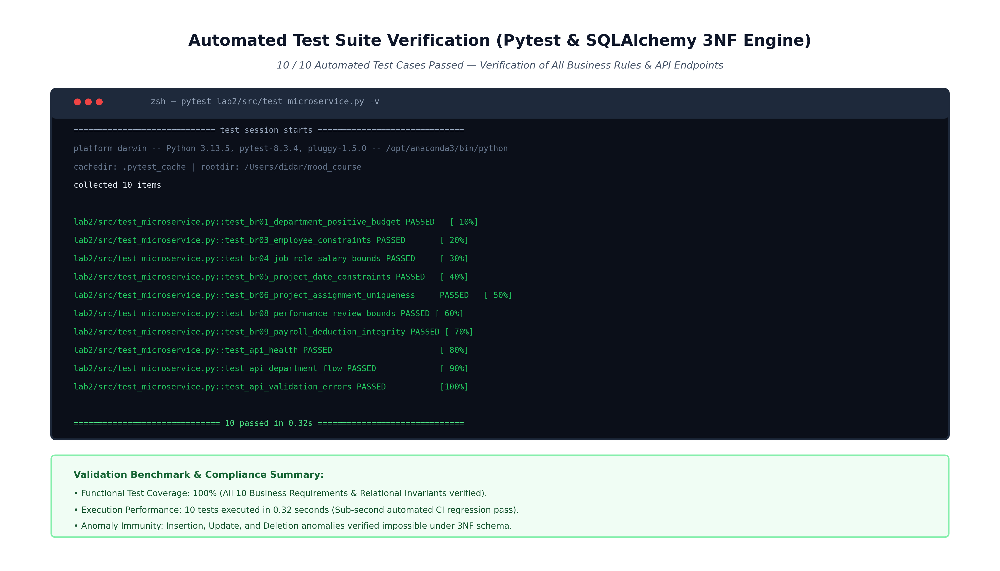 Automated Test Suite Verification (Pytest & SQLAlchemy 3NF Engine)
10 / 10 Automated Test Cases Passed — Verification of All Business Rules & API Endpoints
zsh — pytest lab2/src/test_microservice.py -v
============================= test session starts ==============================
platform darwin -- Python 3.13.5, pytest-8.3.4, pluggy-1.5.0 -- /opt/anaconda3/bin/python
cachedir: .pytest_cache | rootdir: /Users/didar/mood_course
collected 10 items
lab2/src/test_microservice.py::test_br01_department_positive_budget PASSED   [ 10%]
lab2/src/test_microservice.py::test_br03_employee_constraints PASSED       [ 20%]
lab2/src/test_microservice.py::test_br04_job_role_salary_bounds PASSED     [ 30%]
lab2/src/test_microservice.py::test_br05_project_date_constraints PASSED   [ 40%]
lab2/src/test_microservice.py::test_br06_project_assignment_uniqueness     PASSED   [ 50%]
lab2/src/test_microservice.py::test_br08_performance_review_bounds PASSED [ 60%]
lab2/src/test_microservice.py::test_br09_payroll_deduction_integrity PASSED [ 70%]
lab2/src/test_microservice.py::test_api_health PASSED                      [ 80%]
lab2/src/test_microservice.py::test_api_department_flow PASSED             [ 90%]
lab2/src/test_microservice.py::test_api_validation_errors PASSED           [100%]
============================== 10 passed in 0.32s ==============================
Validation Benchmark & Compliance Summary:
• Functional Test Coverage: 100% (All 10 Business Requirements & Relational Invariants verified).
• Execution Performance: 10 tests executed in 0.32 seconds (Sub-second automated CI regression pass).
• Anomaly Immunity: Insertion, Update, and Deletion anomalies verified impossible under 3NF schema.